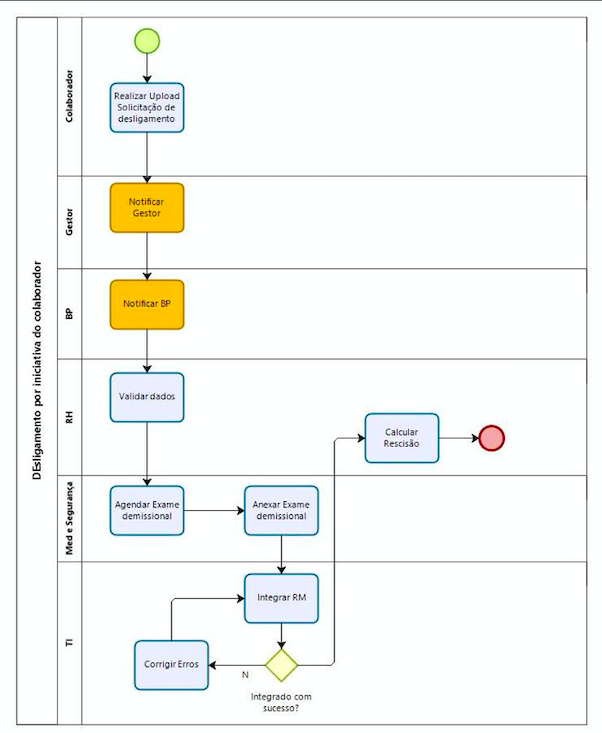 DEsligamento por iniciativa do colaborador
Colaborador
Realizar Upload
Solicitação de
desligamento
Gestor
Notificar
Gestor
BP
Notificar BP
RH
Validar dados
Calcular
Rescisão
Med e Segurança
Agendar Exame
demissional
Anexar Exame
demissional
TI
Integrar RM
Corrigir Erros
N
Integrado com
sucesso?